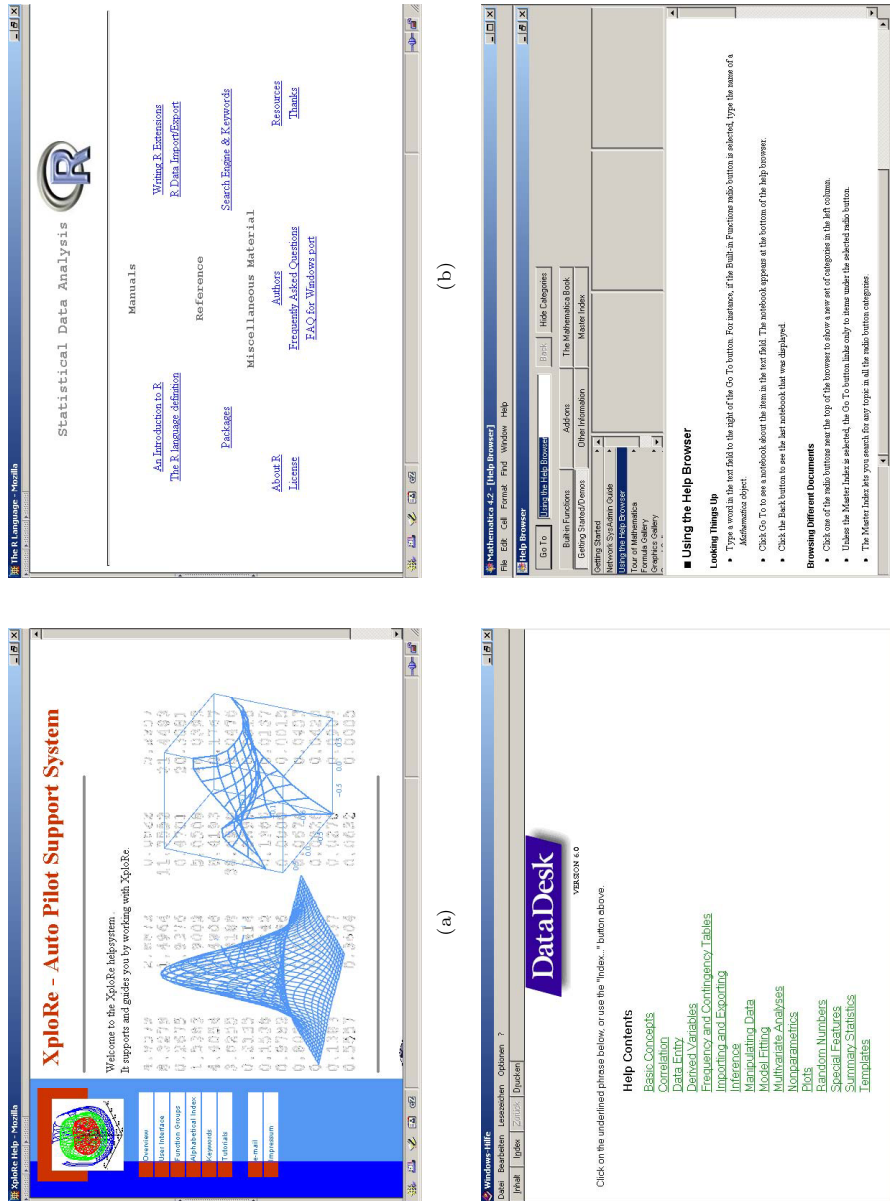 XploRe Help - Mozilla
XploRe - Auto Pilot Support System
Overview
User Interface
Function Groups
Alphabetical Index
Keywords
Tutorials
e-mail
Impressum
Welcome to the XploRe helpsystem.
It supports and guides you by working with XploRe.
-0.3
0.0
0.3
(a)
The R Language - Mozilla
Statistical Data Analysis
R
Manuals
An Introduction to R
Writing R Extensions
The R language definition
R Data Import/Export
Reference
Packages
Search Engine & Keywords
Miscellaneous Material
About R
Authors
Resources
License
Frequently Asked Questions
Thanks
FAQ for Windows port
(b)
Windows-Hilfe
Datei Bearbeiten Lesezeichen Optionen ?
Inhalt Index Zurück Drucken
DataDesk
VERSION 6.0
Click on the underlined phrase below, or use the "Index..." button above.
Help Contents
Basic Concepts
Correlation
Data Entry
Derived Variables
Frequency and Contingency Tables
Importing and Exporting
Inference
Manipulating Data
Model Fitting
Multivariate Analyses
Nonparametrics
Plots
Random Numbers
Special Features
Summary Statistics
Templates
Mathematica 4.2 - [Help Browser]
File Edit Cell Format Find Window Help
Help Browser
Go To Using the Help Browser Back Hide Categories
Built-in Functions Add-ons The Mathematica Book
Getting Started/Demos Other Information Master Index
Getting Started
Network SysAdmin Guide
Using the Help Browser
Tour of Mathematica
Formula Gallery
Graphics Gallery
■ Using the Help Browser
Looking Things Up
• Type a word in the text field to the right of the Go To button. For instance, if the Built-in Functions radio button is selected, type the name of a
Mathematica object.
• Click Go To to see a notebook about the item in the text field. The notebook appears at the bottom of the help browser.
• Click the Back button to see the last notebook that was displayed.
Browsing Different Documents
• Click one of the radio buttons near the top of the browser to show a new set of categories in the left column.
• Unless the Master Index is selected, the Go To button links only to items under the selected radio button.
• The Master Index lets you search for any topic in all the radio button categories.